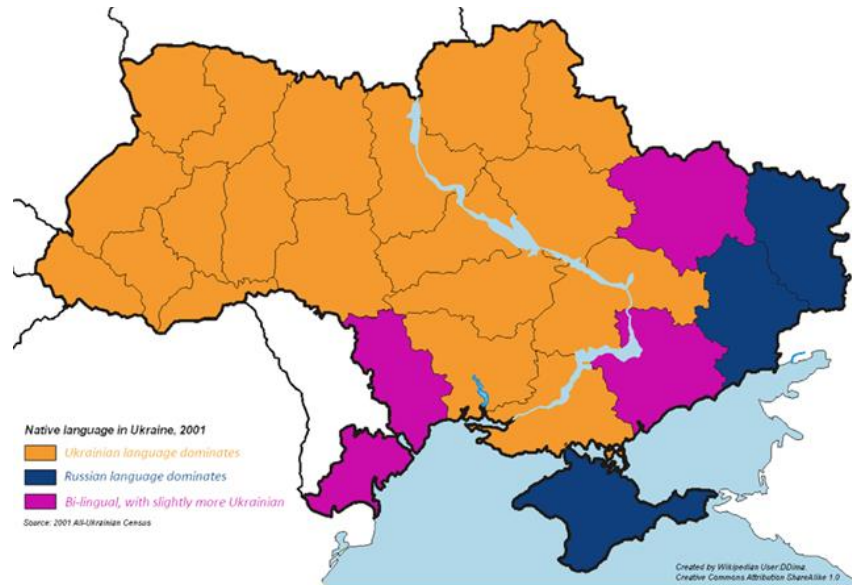 Native language in Ukraine, 2001
Ukrainian language dominates
Russian language dominates
Bi-lingual, with slightly more Ukrainian
Source: 2001 All-Ukrainian Census
Created by Wikipedian User:DDima.
Creative Commons Attribution ShareAlike 1.0